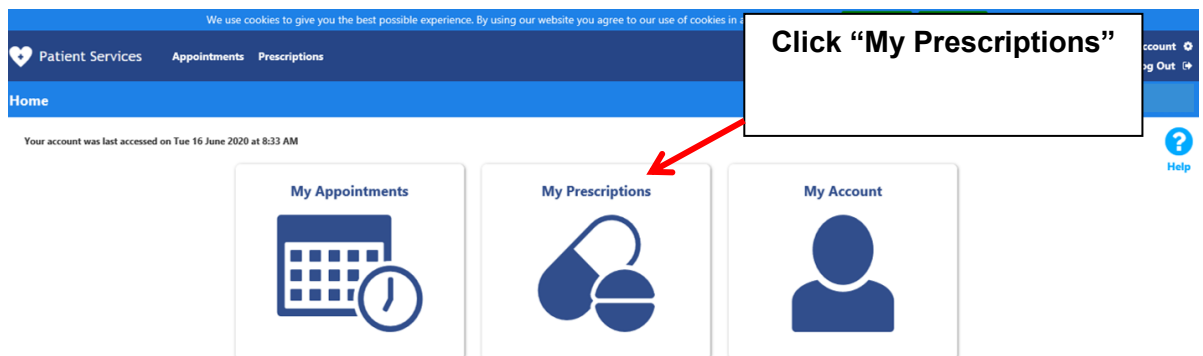 We use cookies to give you the best possible experience. By using our website you agree to our use of cookies in
Click “My Prescriptions”
Patient Services Appointments Prescriptions
Log Out
Home
Your account was last accessed on Tue 16 June 2020 at 8:33 AM
Help
My Appointments My Prescriptions My Account